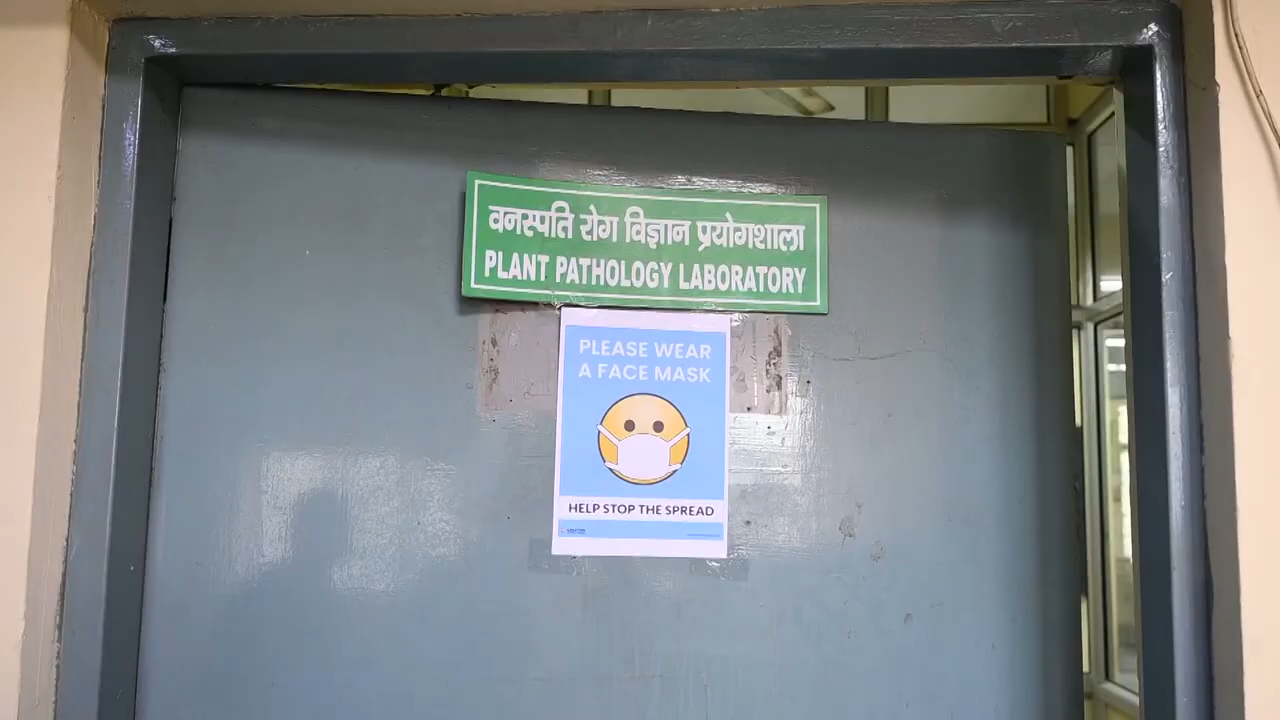 वनस्पति रोग विज्ञान प्रयोगशाला
PLANT PATHOLOGY LABORATORY
PLEASE WEAR
A FACE MASK
HELP STOP THE SPREAD